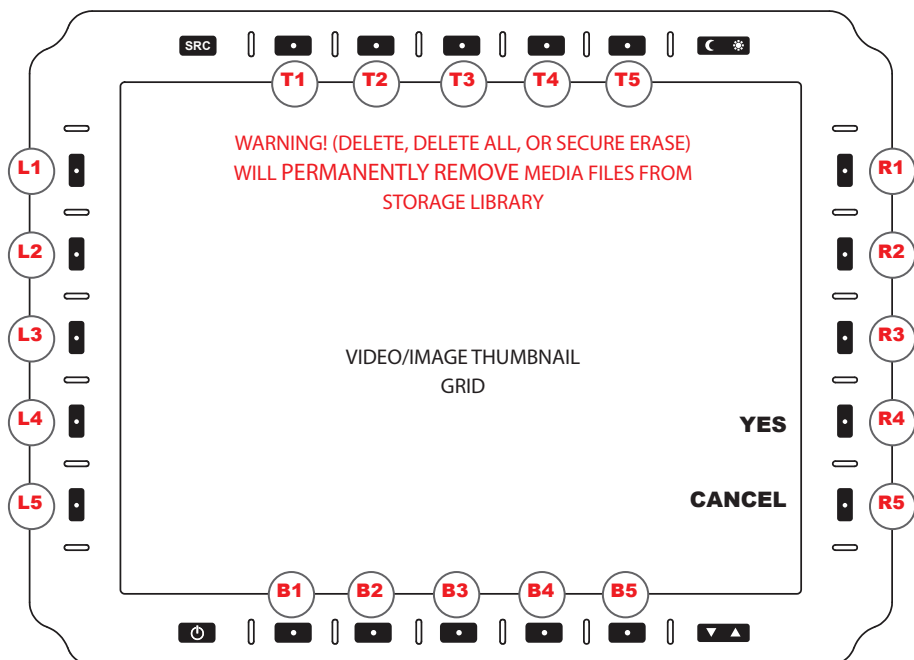 SRC
T1 T2 T3 T4 T5
WARNING! (DELETE, DELETE ALL, OR SECURE ERASE)
WILL PERMANENTLY REMOVE MEDIA FILES FROM
STORAGE LIBRARY
L1
R1
L2
R2
L3
R3
VIDEO/IMAGE THUMBNAIL
GRID
L4
YES
R4
L5
CANCEL
R5
B1 B2 B3 B4 B5